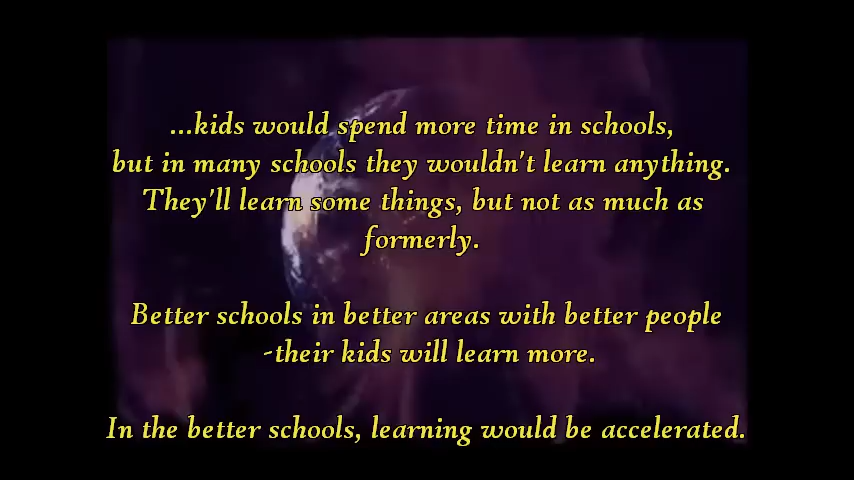 ...kids would spend more time in schools,
but in many schools they wouldn't learn anything.
They'll learn some things, but not as much as
formerly.
Better schools in better areas with better people
-their kids will learn more.
In the better schools, learning would be accelerated.